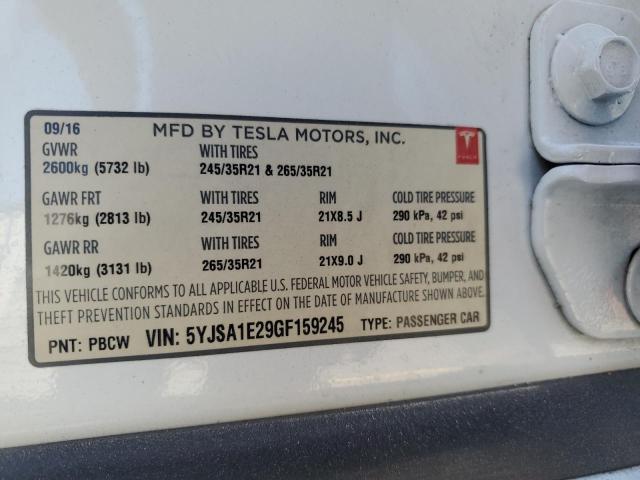 09/16 MFD BY TESLA MOTORS, INC.
GVWR WITH TIRES
2600kg (5732 lb) 245/35R21 & 265/35R21
GAWR FRT WITH TIRES RIM COLD TIRE PRESSURE
1276kg (2813 lb) 245/35R21 21X8.5 J 290 kPa, 42 psi
GAWR RR WITH TIRES RIM COLD TIRE PRESSURE
1420kg (3131 lb) 265/35R21 21X9.0 J 290 kPa, 42 psi
THIS VEHICLE CONFORMS TO ALL APPLICABLE U.S. FEDERAL MOTOR VEHICLE SAFETY, BUMPER, AND
THEFT PREVENTION STANDARDS IN EFFECT ON THE DATE OF MANUFACTURE SHOWN ABOVE.
PNT: PBCW VIN: 5YJSA1E29GF159245 TYPE: PASSENGER CAR
TESLA